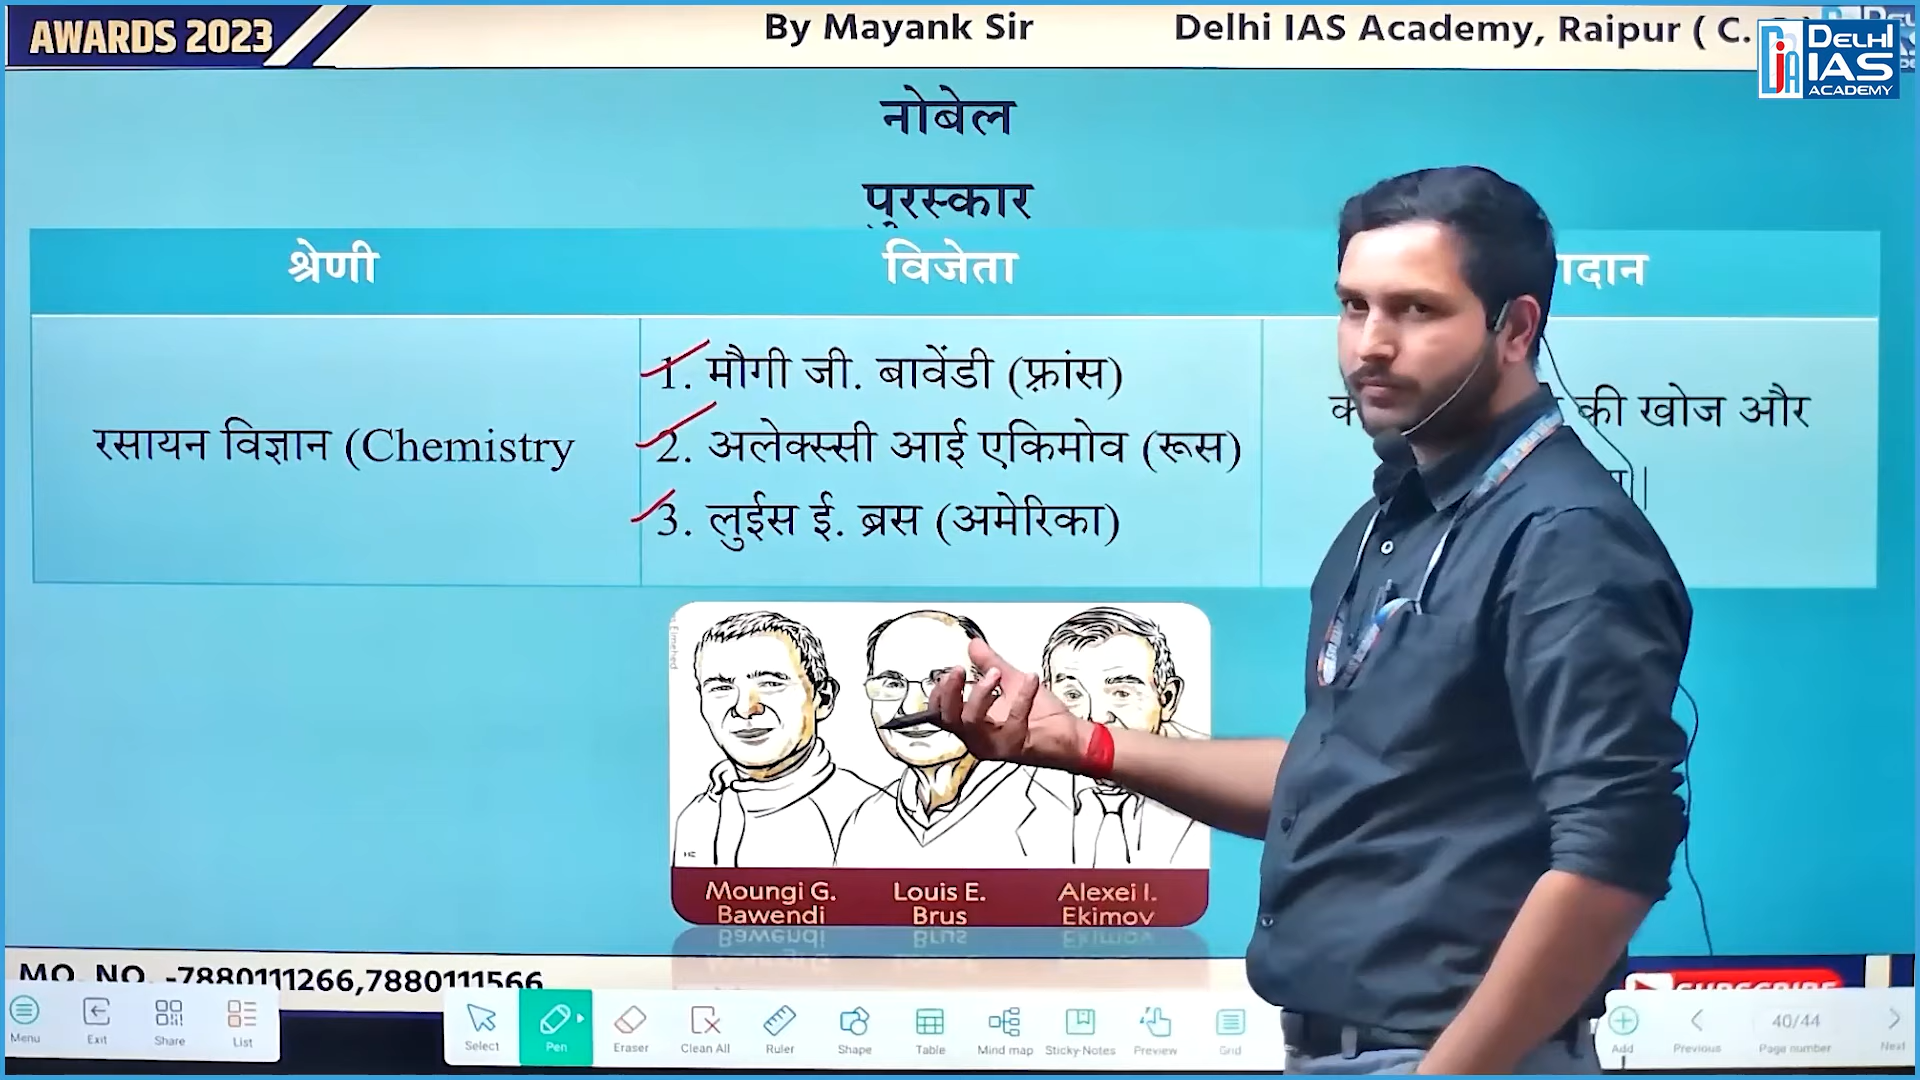 AWARDS 2023
By Mayank Sir
Delhi IAS Academy, Raipur ( C.
DELHI
IAS
ACADEMY
नोबेल
पुरस्कार
श्रेणी विजेता
रसायन विज्ञान (Chemistry
1. मौगी जी. बावेंडी (फ्रांस)
2. अलेक्स्सी आई एकिमोव (रूस)
3. लुईस ई. ब्रस (अमेरिका)
की खोज और
Moungi G.
Bawendi
Louis E.
Brus
Alexei I.
Ekimov
MO. NO. -7880111266,7880111566
SUBSCRIBE
Menu Exit Share List
Select Pen Eraser Clean All Ruler Shape Table Mind map Sticky-Notes Preview Grid
Add Previous Page number Next
40/44